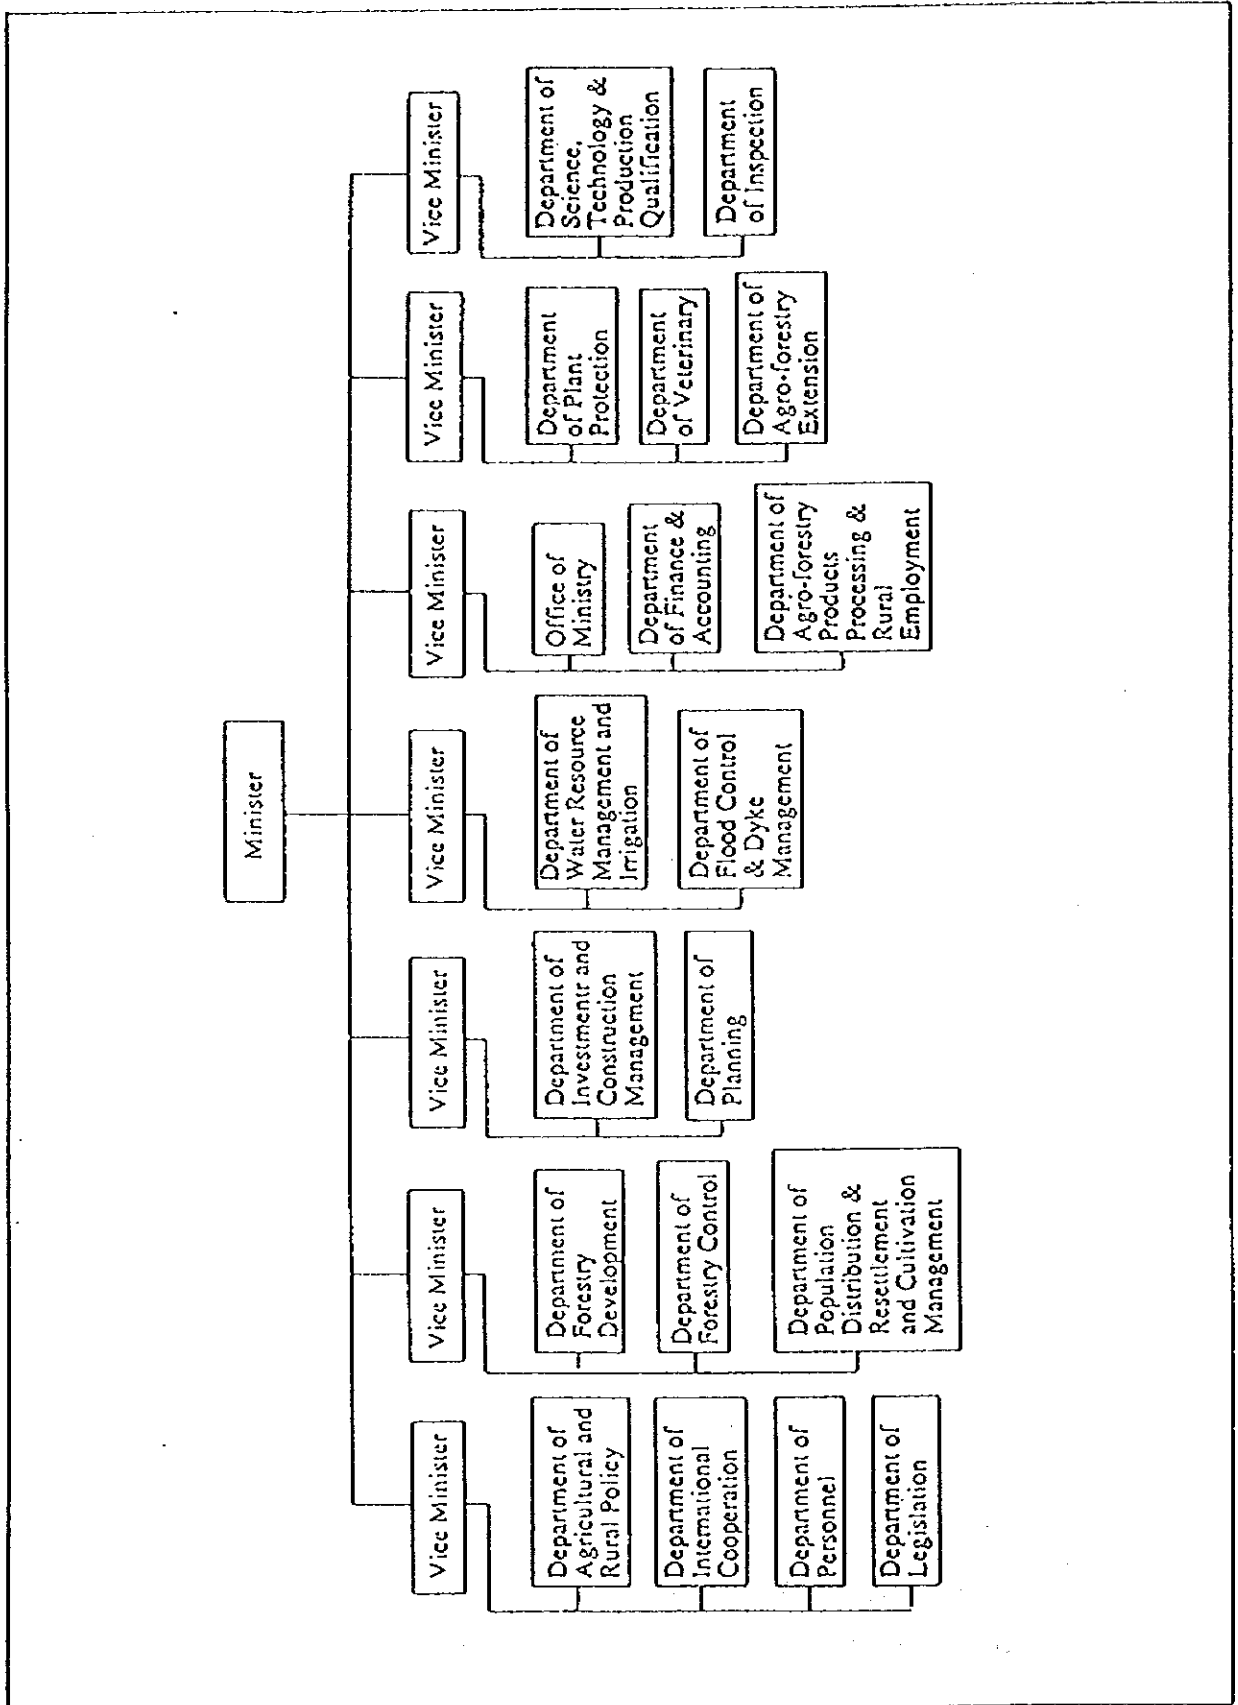 Minister
Vice Minister
Department of
Agricultural and
Rural Policy
Department of
International
Cooperation
Department of
Personnel
Department of
Legislation
Vice Minister
Department of
Forestry
Development
Department of
Forestry Control
Department of
Population
Distribution &
Resettlement
and Cultivation
Management
Vice Minister
Department of
Investmentr and
Construction
Management
Department of
Planning
Vice Minister
Department of
Water Resource
Management and
Irrigation
Department of
Flood Control
& Dyke
Management
Vice Minister
Office of
Ministry
Department
of Finance &
Accounting
Department of
Agro-forestry
Products
Processing &
Rural
Employment
Vice Minister
Department
of Plant
Protection
Department
of Veterinary
Department of
Agro-forestry
Extension
Vice Minister
Department of
Science,
Technology &
Production
Qualification
Department
of Inspection